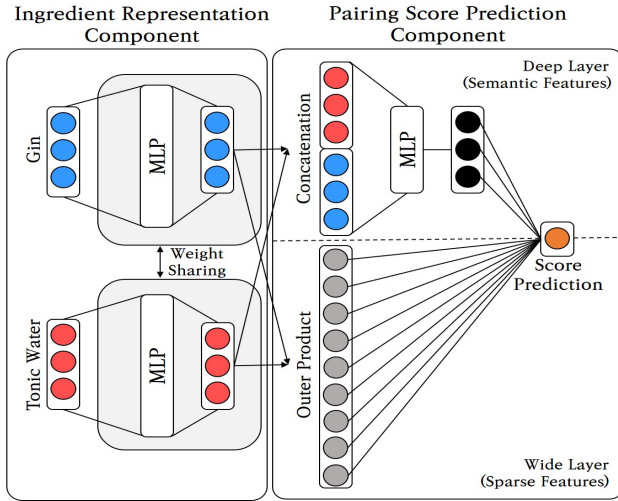 Ingredient Representation
Component
Pairing Score Prediction
Component
Gin
MLP
Weight
Sharing
Tonic Water
MLP
Deep Layer
(Semantic Features)
Concatenation
MLP
Score
Prediction
Outer Product
Wide Layer
(Sparse Features)